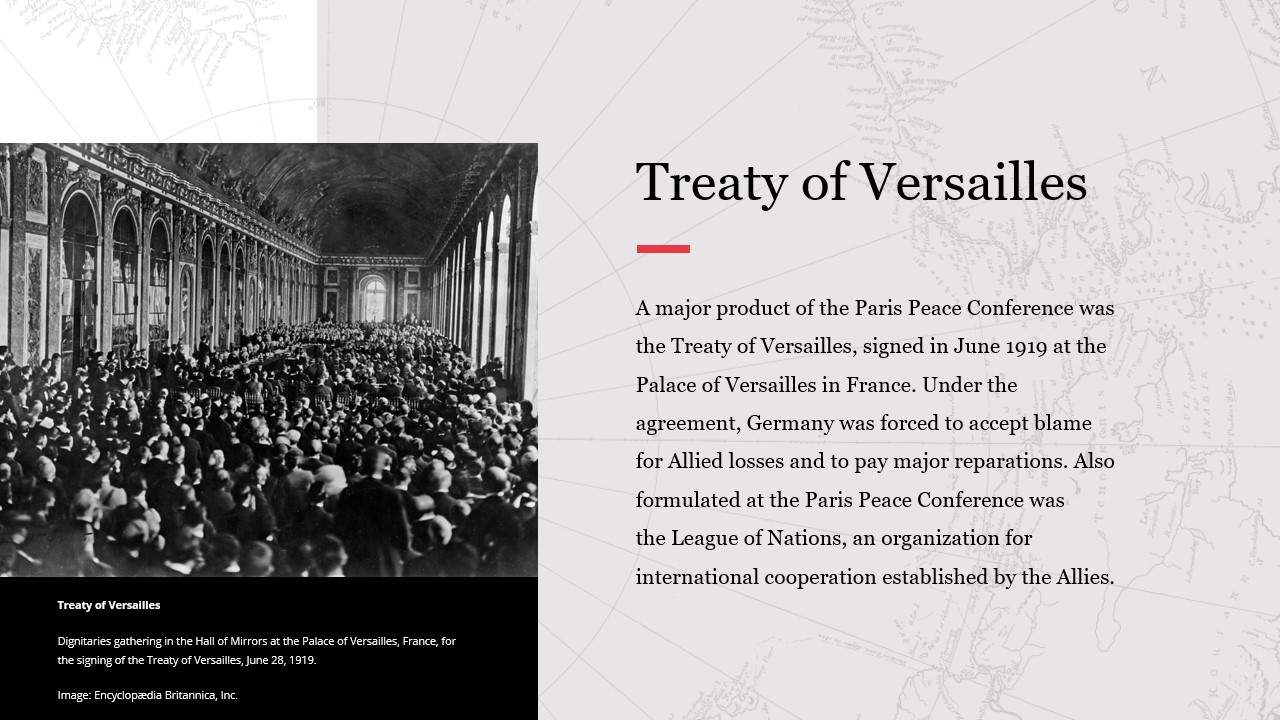 Treaty of Versailles
A major product of the Paris Peace Conference was
the Treaty of Versailles, signed in June 1919 at the
Palace of Versailles in France. Under the
agreement, Germany was forced to accept blame
for Allied losses and to pay major reparations. Also
formulated at the Paris Peace Conference was
the League of Nations, an organization for
international cooperation established by the Allies.
Treaty of Versailles
Dignitaries gathering in the Hall of Mirrors at the Palace of Versailles, France, for
the signing of the Treaty of Versailles, June 28, 1919.
Image: Encyclopædia Britannica, Inc.